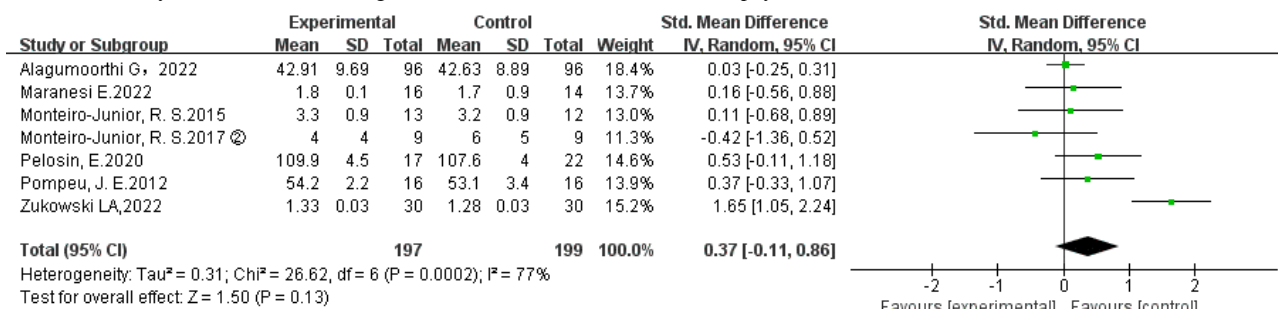 Experimental Control Std. Mean Difference Std. Mean Difference
Study or Subgroup Mean SD Total Mean SD Total Weight IV, Random, 95% CI IV, Random, 95% CI
Alagumoorthi G，2022 42.91 9.69 96 42.63 8.89 96 18.4% 0.03 [-0.25, 0.31]
Maranesi E.2022 1.8 0.1 16 1.7 0.9 14 13.7% 0.16 [-0.56, 0.88]
Monteiro-Junior, R. S.2015 3.3 0.9 13 3.2 0.9 12 13.0% 0.11 [-0.68, 0.89]
Monteiro-Junior, R. S.2017 ② 4 4 9 6 5 9 11.3% -0.42 [-1.36, 0.52]
Pelosin, E.2020 109.9 4.5 17 107.6 4 22 14.6% 0.53 [-0.11, 1.18]
Pompeu, J. E.2012 54.2 2.2 16 53.1 3.4 16 13.9% 0.37 [-0.33, 1.07]
Zukowski LA,2022 1.33 0.03 30 1.28 0.03 30 15.2% 1.65 [1.05, 2.24]
Total (95% CI) 197 199 100.0% 0.37 [-0.11, 0.86]
Heterogeneity: Tau² = 0.31; Chi² = 26.62, df = 6 (P = 0.0002); I² = 77%
Test for overall effect: Z = 1.50 (P = 0.13)
-2 -1 0 1 2
Favours [experimental] Favours [control]